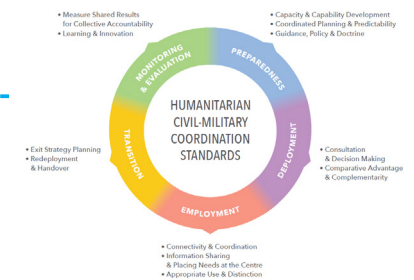 • Measure Shared Results
for Collective Accountability
• Learning & Innovation
• Capacity & Capability Development
• Coordinated Planning & Predictability
• Guidance, Policy & Doctrine
MONITORING
& EVALUATION
PREPAREDNESS
HUMANITARIAN
CIVIL-MILITARY
COORDINATION
STANDARDS
TRANSITION
DEPLOYMENT
• Exit Strategy Planning
• Redeployment
& Handover
• Consultation
& Decision Making
• Comparative Advantage
& Complementarity
EMPLOYMENT
• Connectivity & Coordination
• Information Sharing
& Placing Needs at the Centre
• Appropriate Use & Distinction